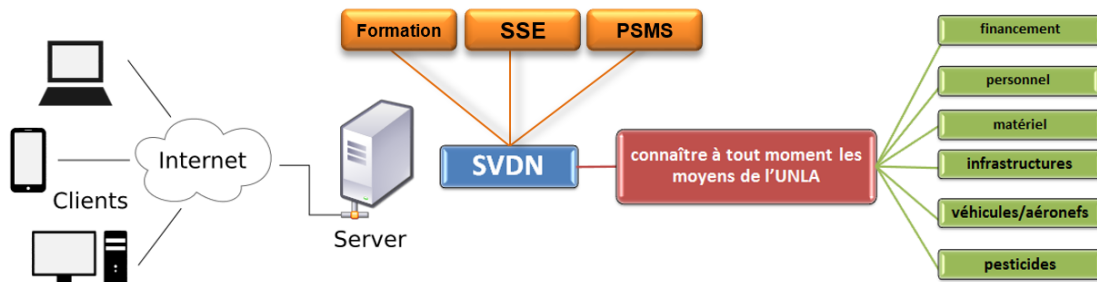 Internet
Clients
Server
Formation
SSE
PSMS
SVDN
connaître à tout moment les
moyens de l'UNLA
financement
personnel
matériel
infrastructures
véhicules/aéronefs
pesticides